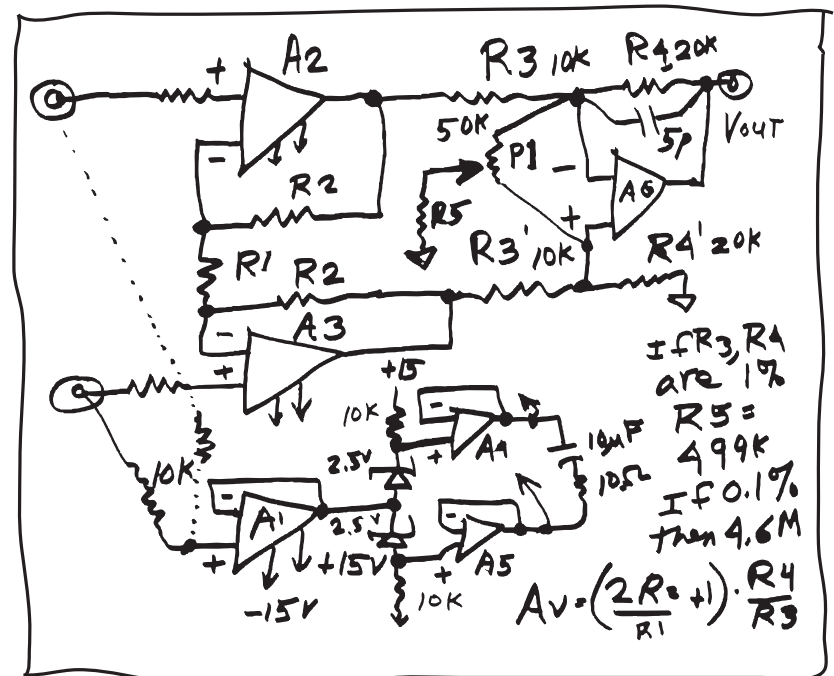 + A2
R3 10K
R4 20K
-
50K
P1
5P
Vout
R2
R5
-
+
A6
R1
R2
R3' 10K
R4' 20K
-
A3
+
+15
If R3, R4
are 1%
R5=
499K
If 0.1%
then 4.6M
10K
-
+
A4
10µF
10Ω
2.5V
10K
-
A1
+
2.5V
+15V
-15V
-
+
A5
10K
Av = (2R2/R1 +1) · R4/R3